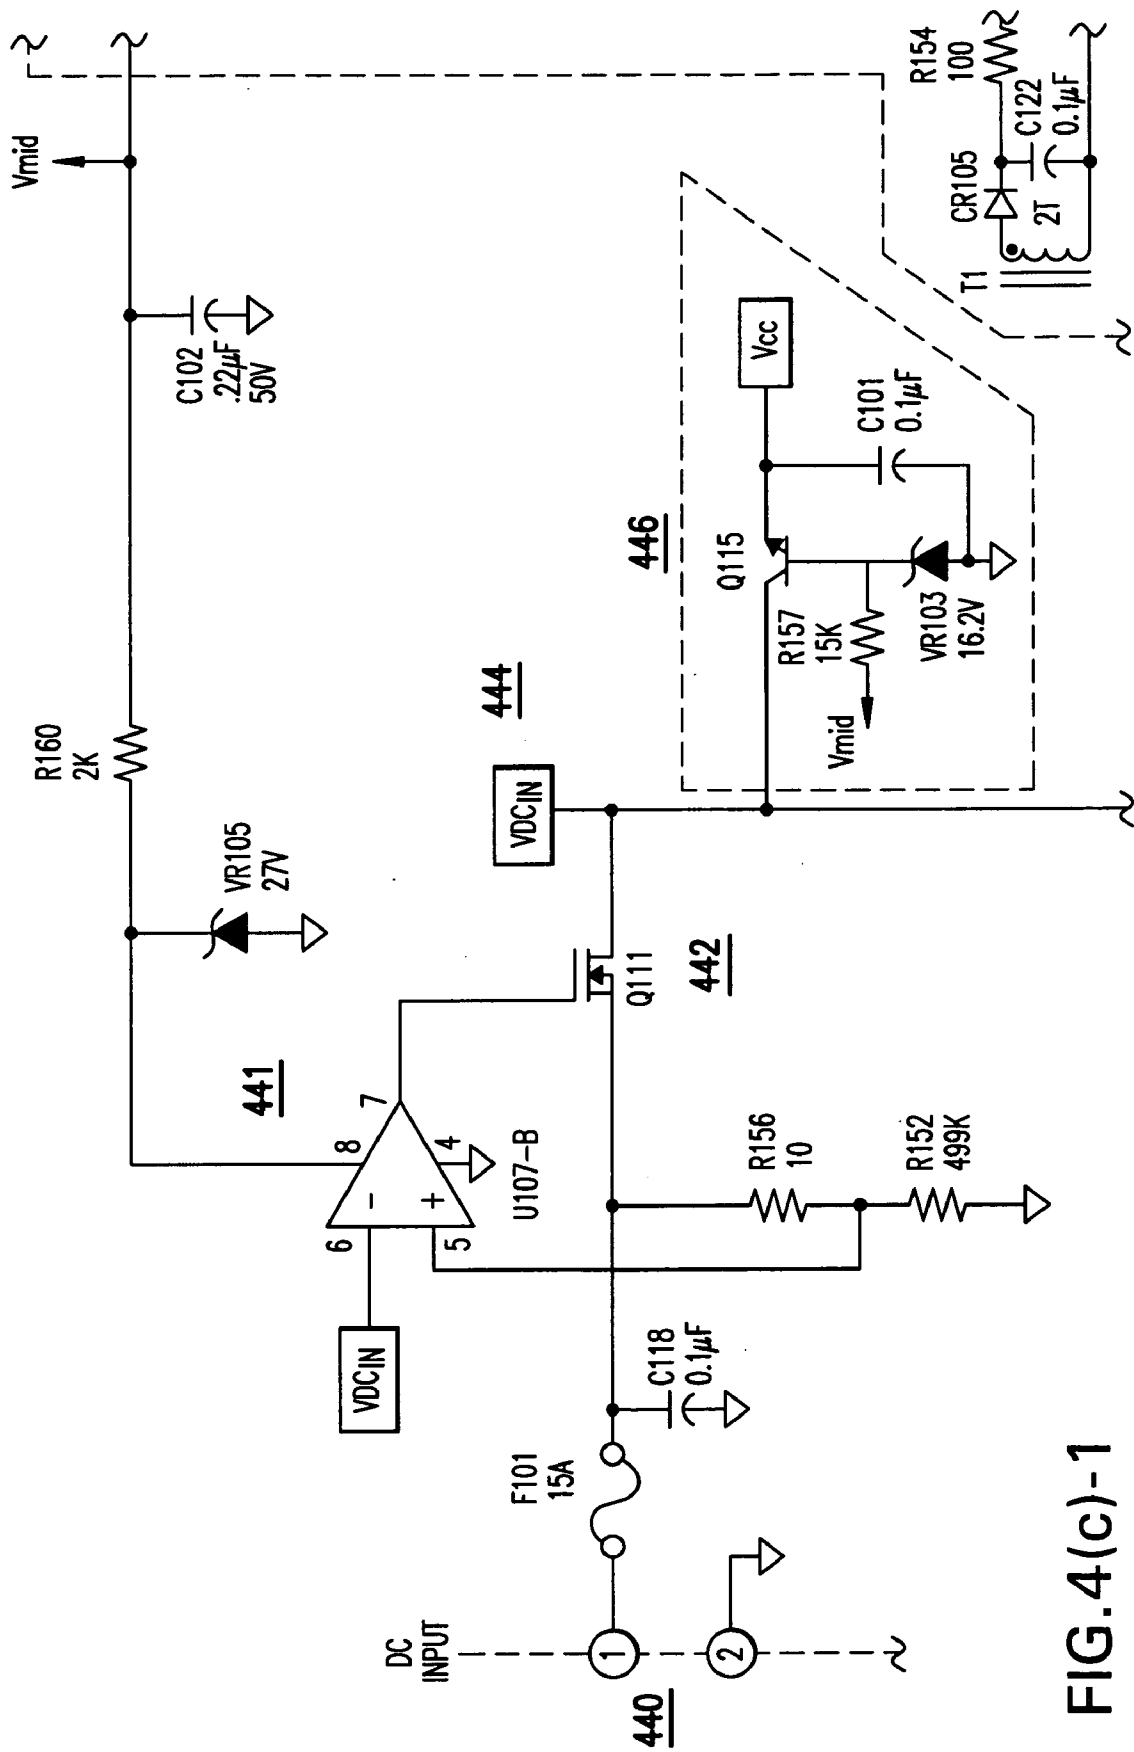 Vmid
R160
2K
C102
.22µF
50V
VR105
27V
441
8
7
6
5
4
−
+
U107-B
VDCIN
VDCIN
444
446
Q115
Vcc
R157
15K
C101
0.1µF
Vmid
VR103
16.2V
R154
100
CR105
C122
0.1µF
2T
T1
Q111
442
R156
10
R152
499K
C118
0.1µF
F101
15A
DC
INPUT
1
2
440
FIG.4(c)-1